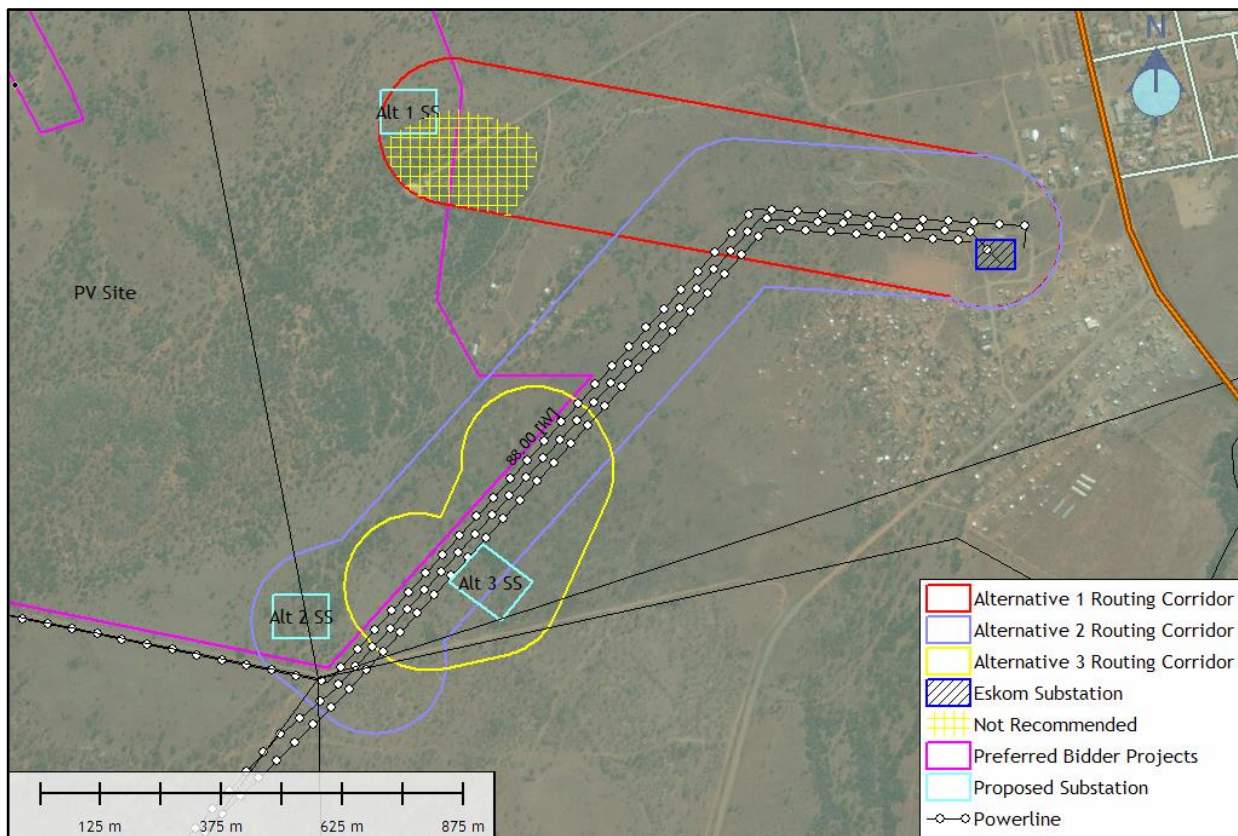 N
Alt 1 SS
PV Site
88.00 [kV]
Alt 3 SS
Alt 2 SS
Alternative 1 Routing Corridor
Alternative 2 Routing Corridor
Alternative 3 Routing Corridor
Eskom Substation
Not Recommended
Preferred Bidder Projects
Proposed Substation
Powerline
125 m 375 m 625 m 875 m